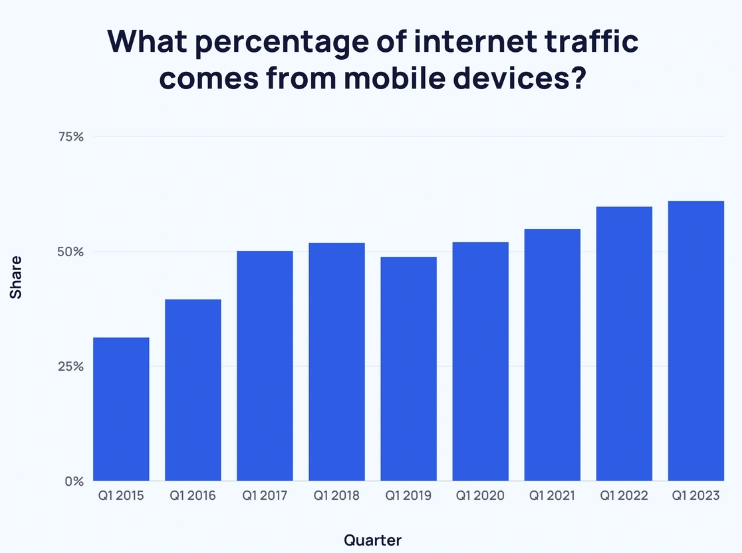 What percentage of internet traffic
comes from mobile devices?
75%
50%
25%
0%
Share
Q1 2015 Q1 2016 Q1 2017 Q1 2018 Q1 2019 Q1 2020 Q1 2021 Q1 2022 Q1 2023
Quarter